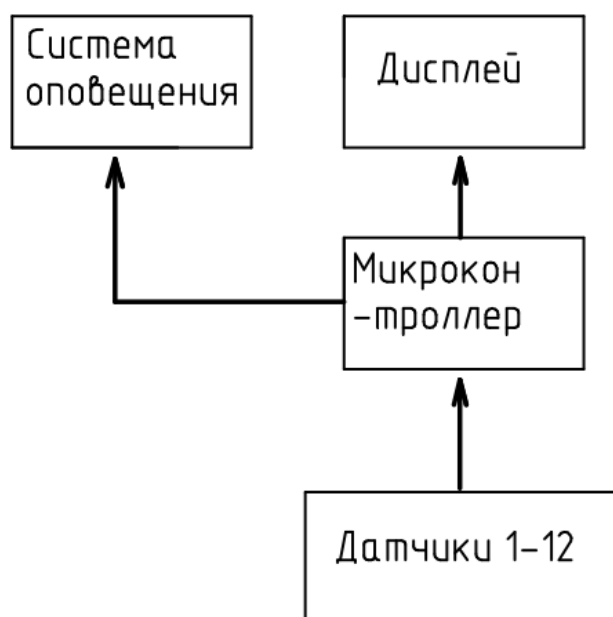 Система
оповещения
Дисплей
Микрокон
-троллер
Датчики 1-12